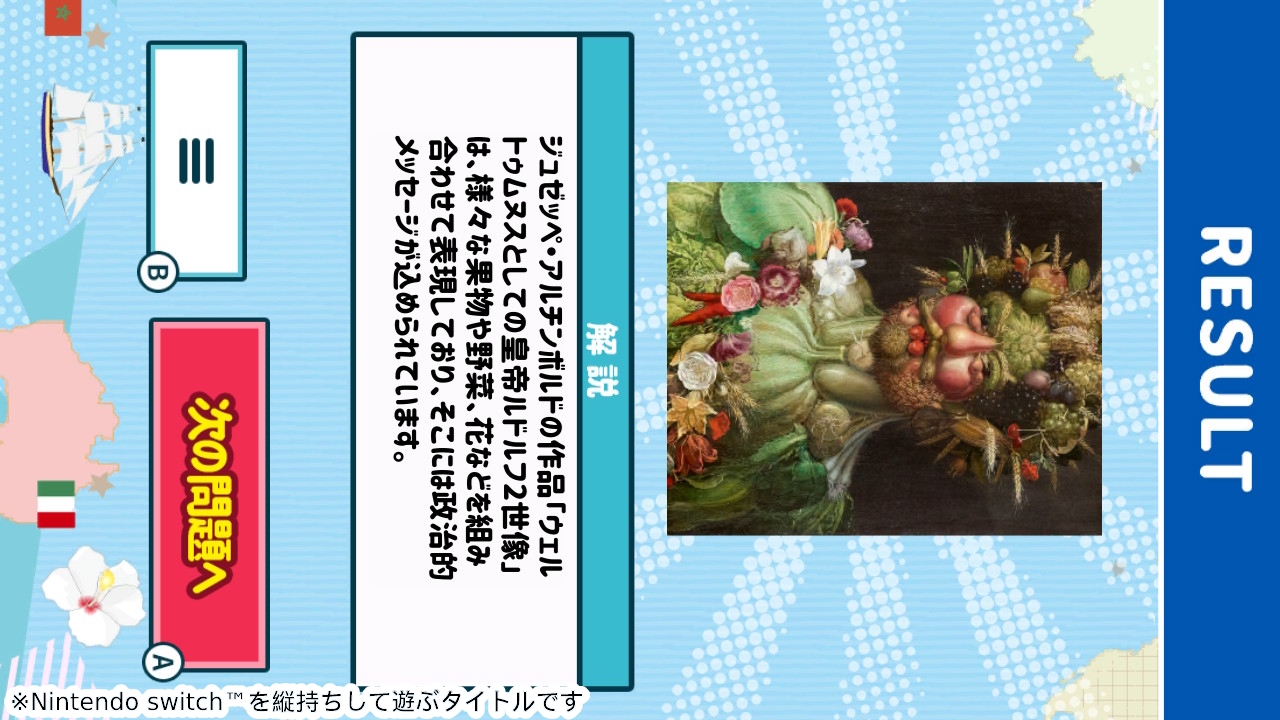 RESULT
解説
ジュゼッペ・アルチンボルドの作品「ウェル
トゥムヌスとしての皇帝ルドルフ2世像」
は、様々な果物や野菜、花などを組み
合わせて表現しており、そこには政治的
メッセージが込められています。
B
次の問題へ
A
※Nintendo switch™を縦持ちして遊ぶタイトルです